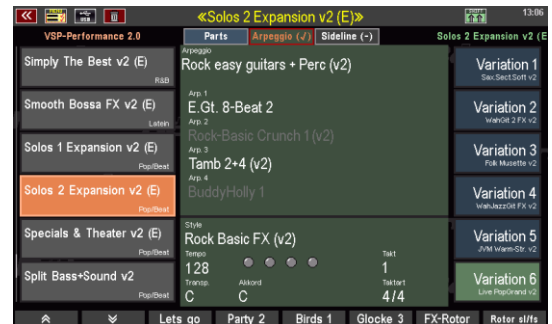 «Solos 2 Expansion v2 (E)»
13:06
VSP-Performance 2.0
Parts
Arpeggio (√)
Sideline (-)
Solos 2 Expansion v2 (E
Simply The Best v2 (E)
R&B
Smooth Bossa FX v2 (E)
Latein
Solos 1 Expansion v2 (E)
Pop/Beat
Solos 2 Expansion v2 (E)
Pop/Beat
Specials & Theater v2 (E)
Pop/Beat
Split Bass+Sound v2
Pop/Beat
Arpeggio
Rock easy guitars + Perc (v2)
Arp. 1
E.Gt. 8-Beat 2
Arp. 2
Rock-Basic Crunch 1(v2)
Arp. 3
Tamb 2+4 (v2)
Arp. 4
BuddyHolly 1
Style
Rock Basic FX (v2)
Tempo
128
Takt
1
Transp.
C
Akkord
C
Taktart
4/4
Variation 1
Sax.Sect.Soft v2
Variation 2
WahGit 2 FX v2
Variation 3
Folk Musette v2
Variation 4
WahJazzGit FX v2
Variation 5
JVM Warm-Str. v2
Variation 6
Live PopGrand v2
Lets go
Party 2
Birds 1
Glocke 3
FX-Rotor
Rotor sl/fs